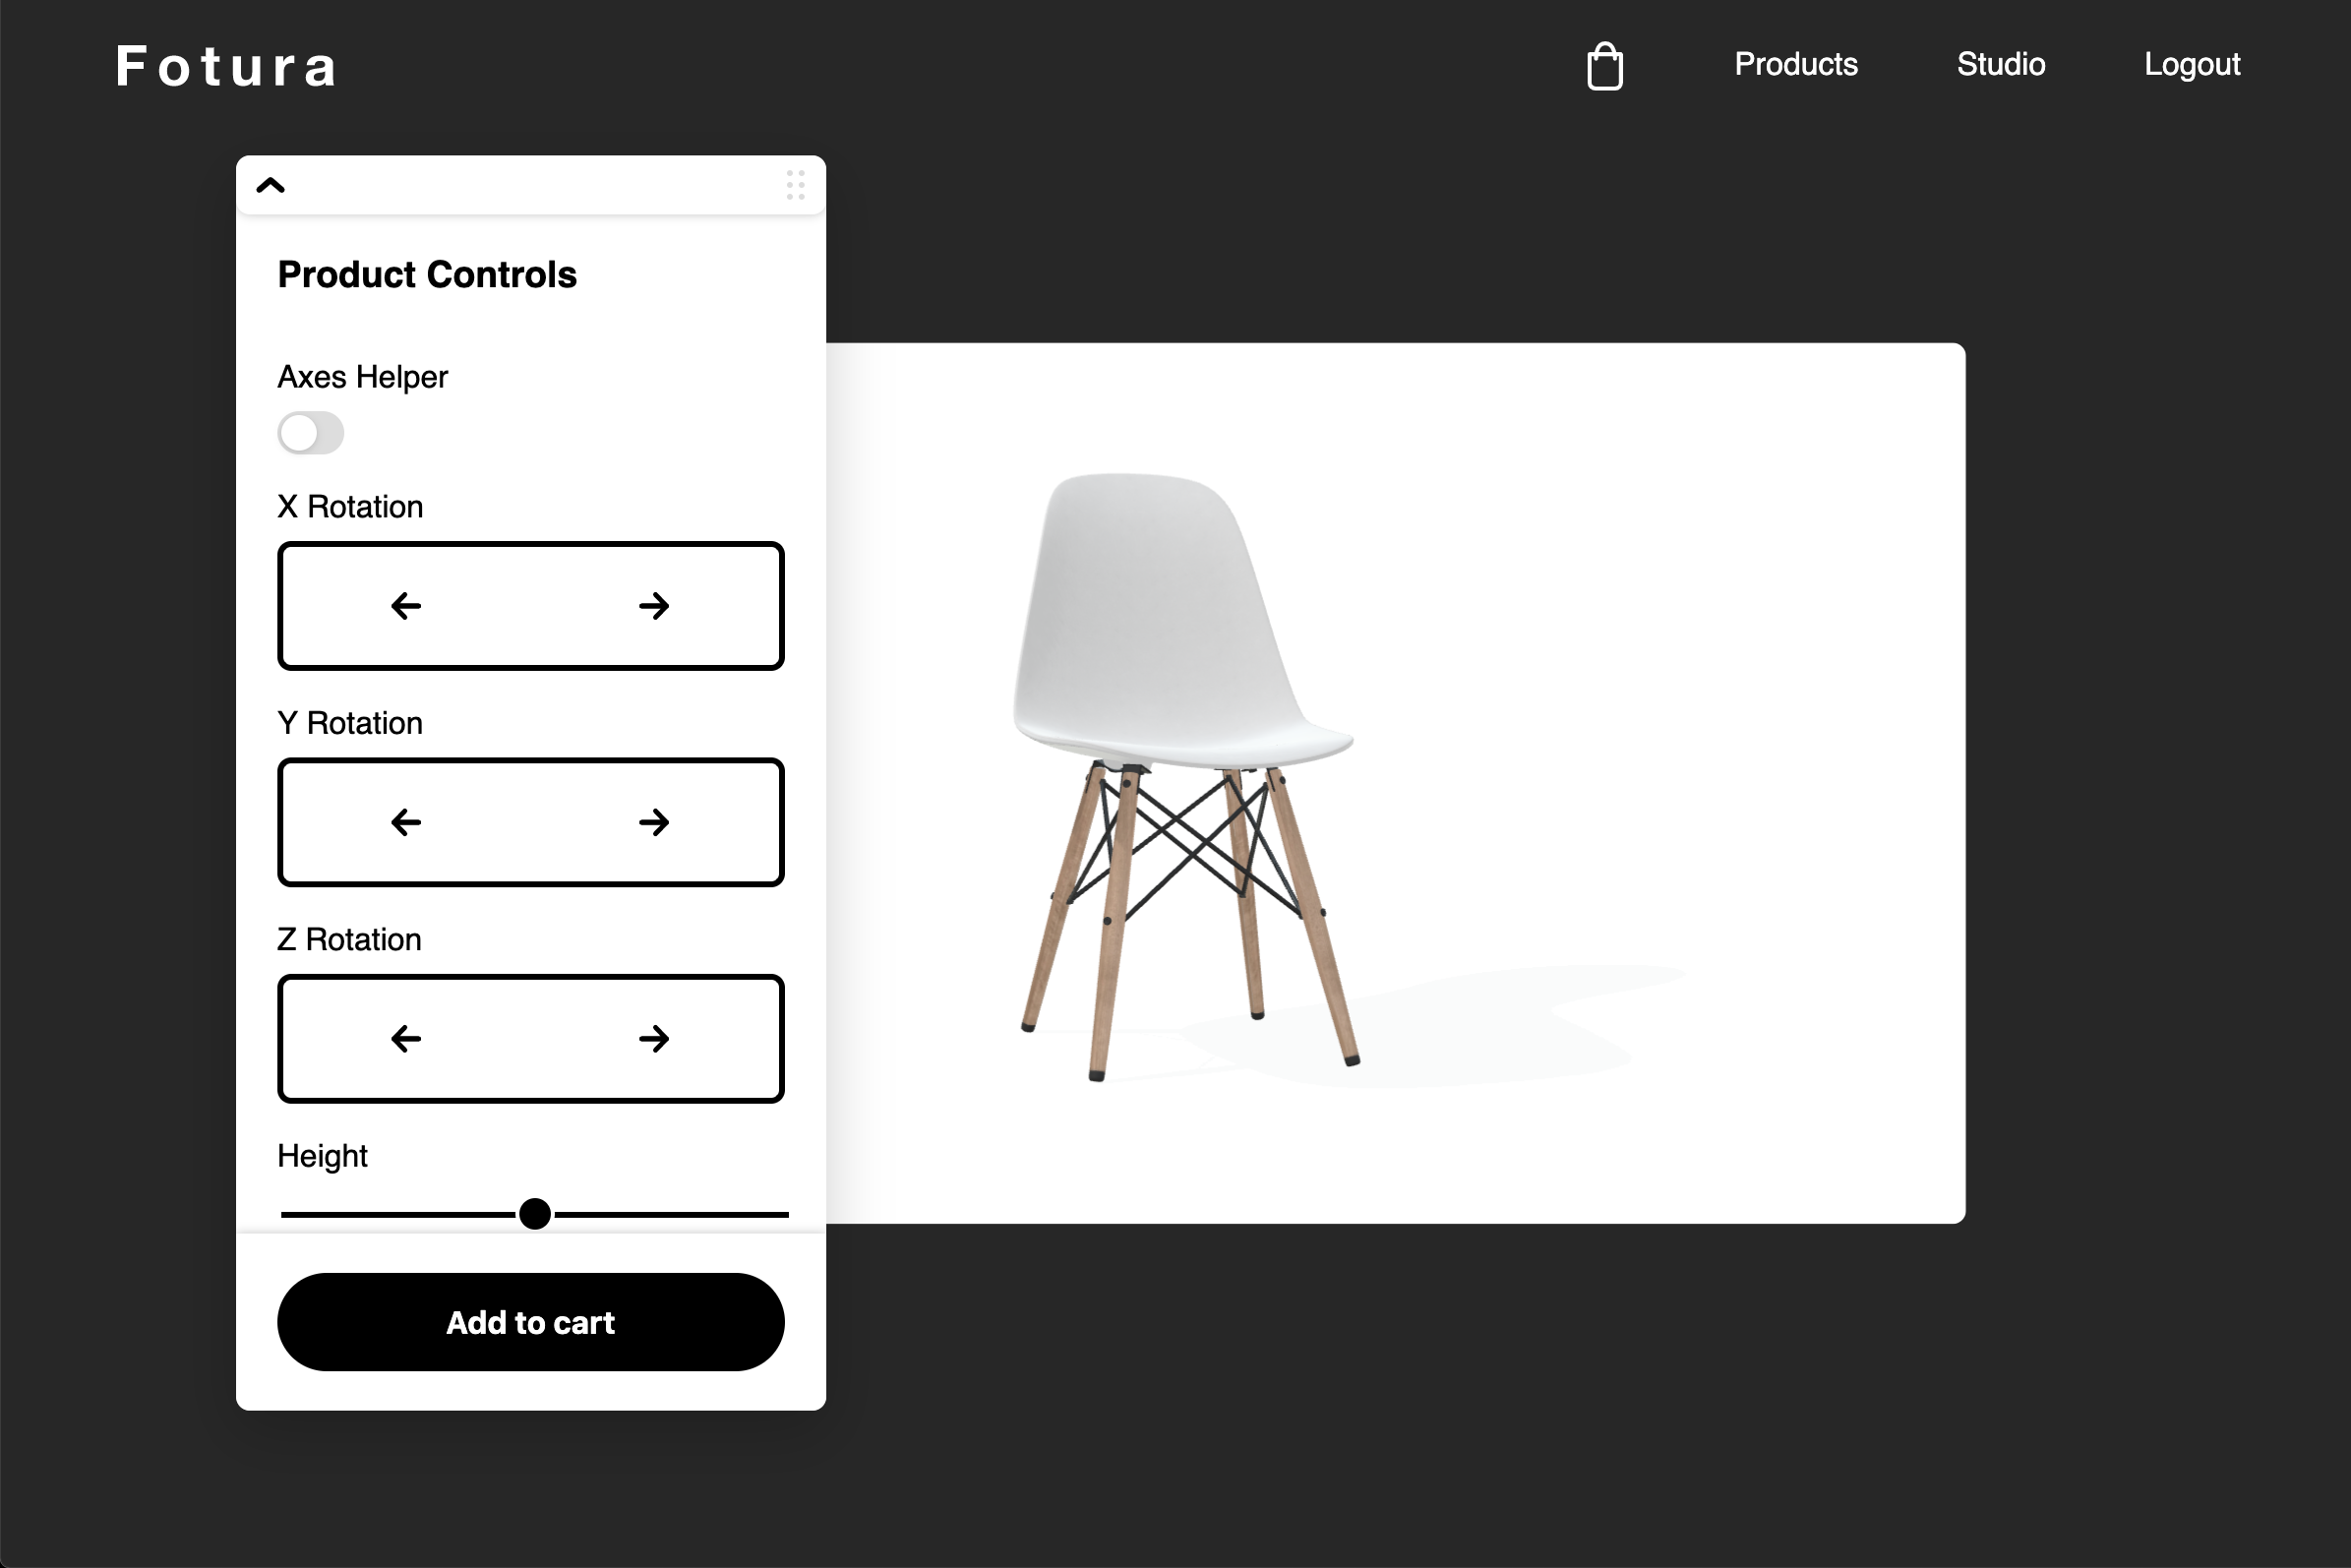 Fotura
Products
Studio
Logout
Product Controls
Axes Helper
X Rotation
Y Rotation
Z Rotation
Height
Add to cart